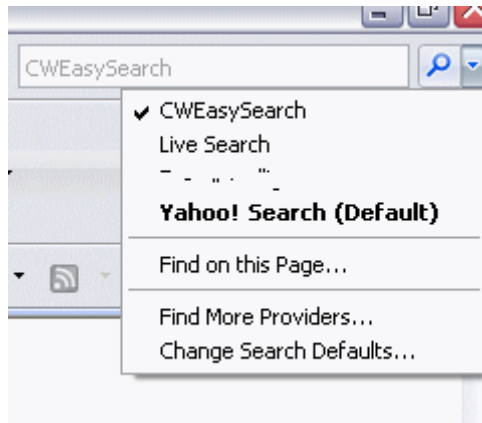 CWEasySearch
CWEasySearch
Live Search
Yahoo! Search (Default)
Find on this Page...
Find More Providers...
Change Search Defaults...